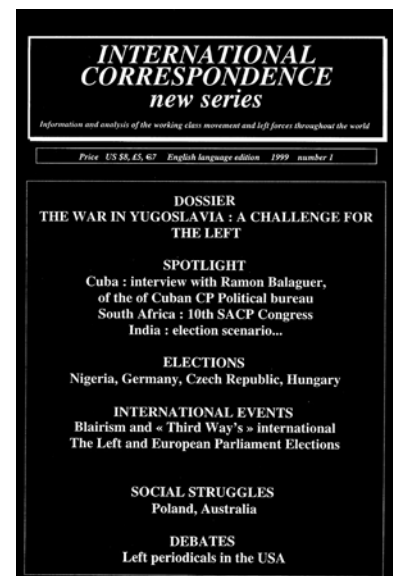 INTERNATIONAL
CORRESPONDENCE
new series
Information and analysis of the working class movement and left forces throughout the world
Price US $8, £5, €7 English language edition 1999 number 1
DOSSIER
THE WAR IN YUGOSLAVIA : A CHALLENGE FOR
THE LEFT
SPOTLIGHT
Cuba : interview with Ramon Balaguer,
of the of Cuban CP Political bureau
South Africa : 10th SACP Congress
India : election scenario...
ELECTIONS
Nigeria, Germany, Czech Republic, Hungary
INTERNATIONAL EVENTS
Blairism and « Third Way's » international
The Left and European Parliament Elections
SOCIAL STRUGGLES
Poland, Australia
DEBATES
Left periodicals in the USA